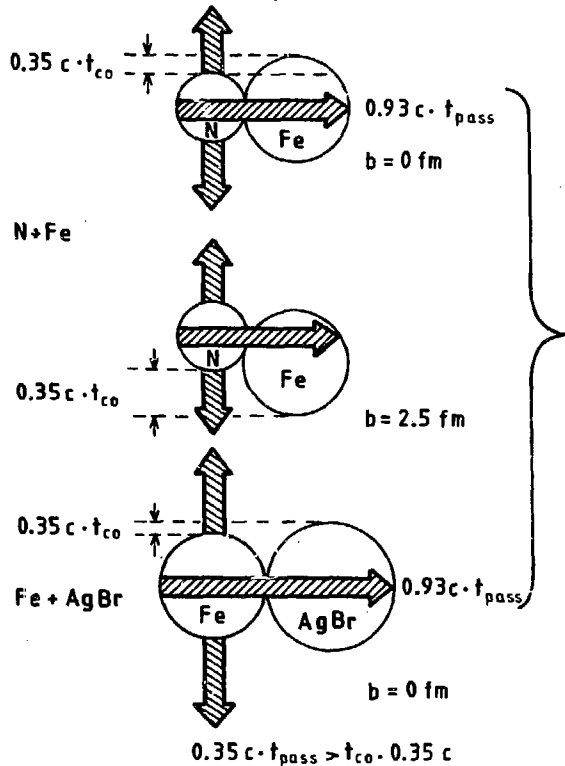 0.35 c · t_co
0.93 c · t_pass
N
Fe
b = 0 fm
N+Fe
N
Fe
0.35 c · t_co
b = 2.5 fm
0.35 c · t_co
Fe + AgBr
Fe
AgBr
0.93c · t_pass
b = 0 fm
0.35 c · t_pass > t_co . 0.35 c